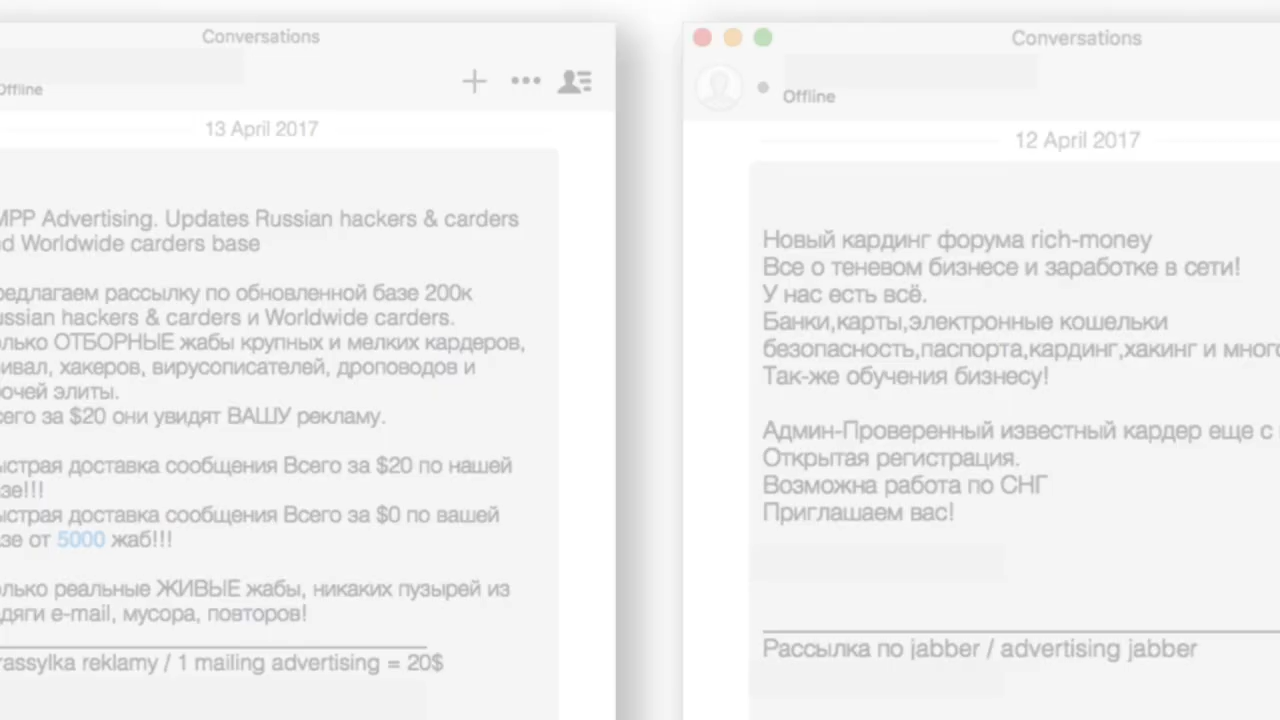 Conversations
Offline
13 April 2017
MPP Advertising. Updates Russian hackers & carders
d Worldwide carders base
редлагаем рассылку по обновленной базе 200к
ussian hackers & carders и Worldwide carders.
олько ОТБОРНЫЕ жабы крупных и мелких кардеров,
ривал, хакеров, вирусописателей, дроповодов и
рочей элиты.
сего за $20 они увидят ВАШУ рекламу.
ыстрая доставка сообщения Всего за $20 по нашей
зе!!!
ыстрая доставка сообщения Всего за $0 по вашей
зе от 5000 жаб!!!
олько реальные ЖИВЫЕ жабы, никаких пузырей из
дяги e-mail, мусора, повторов!
rassylka reklamy / 1 mailing advertising = 20$
Conversations
Offline
12 April 2017
Новый кардинг форума rich-money
Все о теневом бизнесе и заработке в сети!
У нас есть всё.
Банки,карты,электронные кошельки
безопасность,паспорта,кардинг,хакинг и много
Так-же обучения бизнесу!
Админ-Проверенный известный кардер еще с
Открытая регистрация.
Возможна работа по СНГ
Приглашаем вас!
Рассылка по jabber / advertising jabber